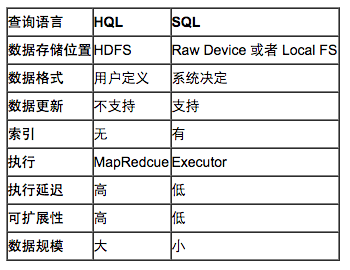 查询语言 HQL SQL
数据存储位置 HDFS Raw Device 或者 Local FS
数据格式 用户定义 系统决定
数据更新 不支持 支持
索引 无 有
执行 MapRedcue Executor
执行延迟 高 低
可扩展性 高 低
数据规模 大 小